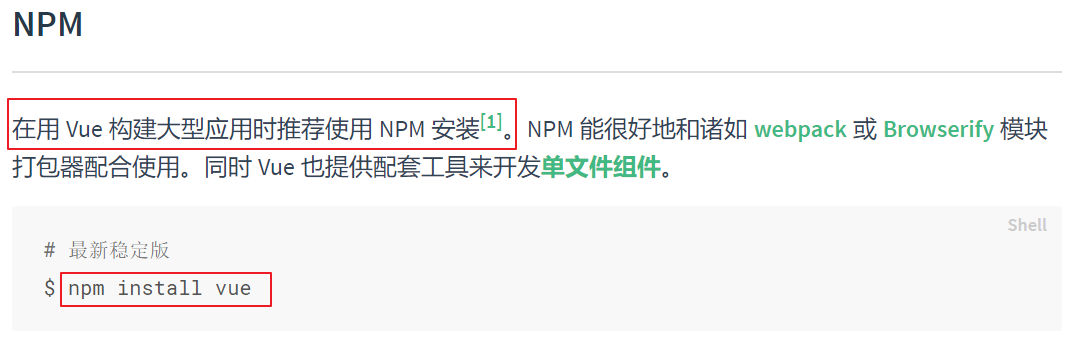 NPM
在用 Vue 构建大型应用时推荐使用 NPM 安装[1]。NPM 能很好地和诸如 webpack 或 Browserify 模块
打包器配合使用。同时 Vue 也提供配套工具来开发单文件组件。
Shell
# 最新稳定版
$ npm install vue